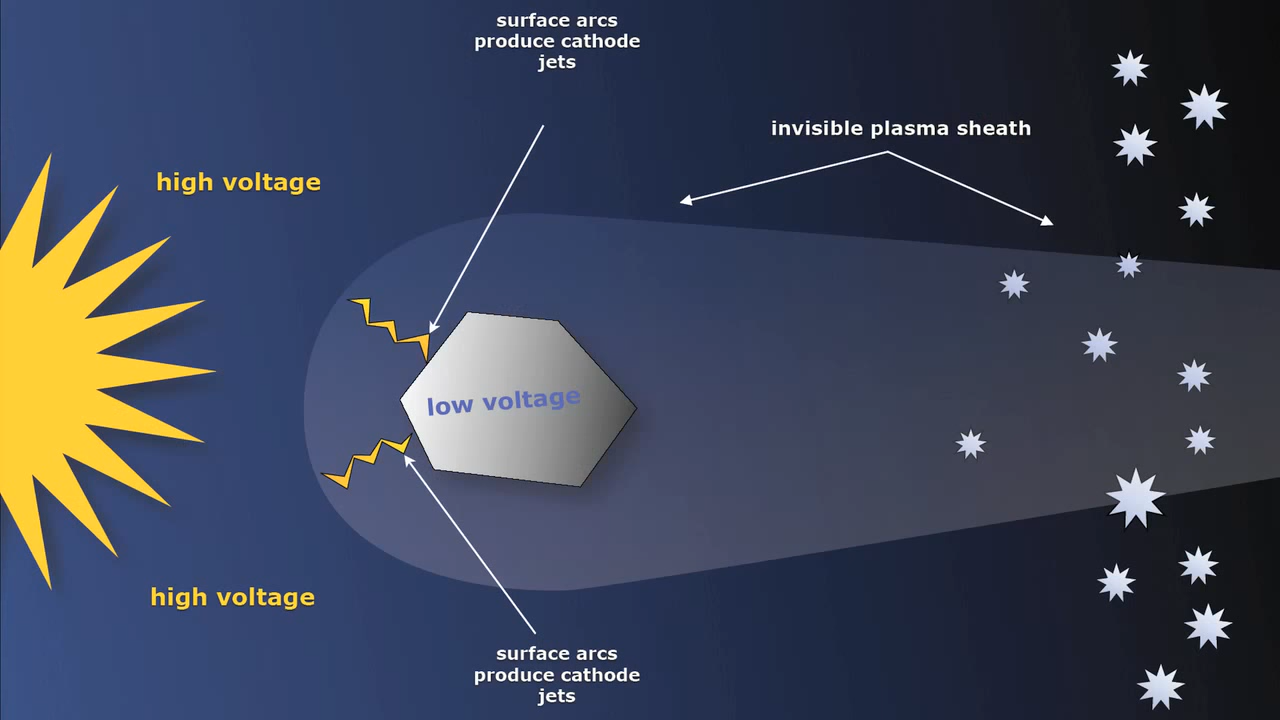 surface arcs
produce cathode
jets
invisible plasma sheath
high voltage
low voltage
high voltage
surface arcs
produce cathode
jets